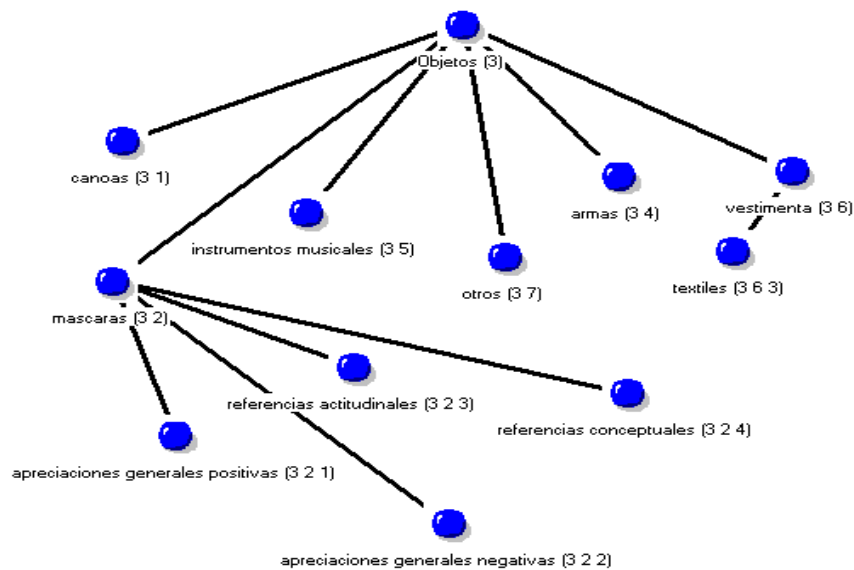 Objetos (3)
canoas (3 1)
armas (3 4)
vestimenta (3 6)
instrumentos musicales (3 5)
otros (3 7)
textiles (3 6 3)
mascaras (3 2)
referencias actitudinales (3 2 3)
referencias conceptuales (3 2 4)
apreciaciones generales positivas (3 2 1)
apreciaciones generales negativas (3 2 2)